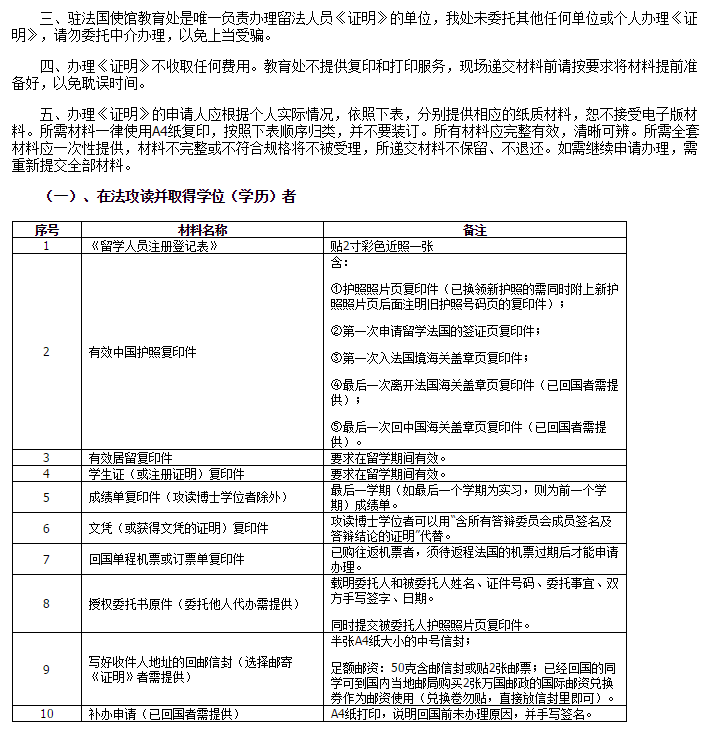 三、驻法国使馆教育处是唯一负责办理留法人员《证明》的单位，我处未委托其他任何单位或个人办理《证
明》，请勿委托中介办理，以免上当受骗。
四、办理《证明》不收取任何费用。教育处不提供复印和打印服务，现场递交材料前请按要求将材料提前准
备好，以免耽误时间。
五、办理《证明》的申请人应根据个人实际情况，依照下表，分别提供相应的纸质材料，恕不接受电子版材
料。所需材料一律使用A4纸复印，按照下表顺序归类，并不要装订。所有材料应完整有效，清晰可辨。所需全套
材料应一次性提供，材料不完整或不符合规格将不被受理，所递交材料不保留、不退还。如需继续申请办理，需
重新提交全部材料。
（一）、在法攻读并取得学位（学历）者
序号 材料名称 备注
1 《留学人员注册登记表》 贴2寸彩色近照一张
2 有效中国护照复印件 含：
①护照照片页复印件（已换领新护照的需同时附上新护
照照片页后面注明旧护照号码页的复印件）；
②第一次申请留学法国的签证页复印件；
③第一次入法国境海关盖章页复印件；
④最后一次离开法国海关盖章页复印件（已回国者需提
供）；
⑤最后一次回中国海关盖章页复印件（已回国者需提
供）。
3 有效居留复印件 要求在留学期间有效。
4 学生证（或注册证明）复印件 要求在留学期间有效。
5 成绩单复印件（攻读博士学位者除外） 最后一学期（如最后一个学期为实习，则为前一个学
期）成绩单。
6 文凭（或获得文凭的证明）复印件 攻读博士学位者可以用“含所有答辩委员会成员签名及
答辩结论的证明”代替。
7 回国单程机票或订票单复印件 已购往返机票者，须待返程法国的机票过期后才能申请
办理。
8 授权委托书原件（委托他人代办需提供） 载明委托人和被委托人姓名、证件号码、委托事宜、双
方手写签字、日期。
同时提交被委托人护照照片页复印件。
9 写好收件人地址的回邮信封（选择邮寄
《证明》者需提供） 半张A4纸大小的中号信封；
足额邮资：50克含邮信封或贴2张邮票；已经回国的同
学可到国内当地邮局购买2张万国邮政的国际邮资兑换
券作为邮资使用（兑换卷勿贴，直接放信封里即可）。
10 补办申请（已回国者需提供） A4纸打印，说明回国前未办理原因，并手写签名。